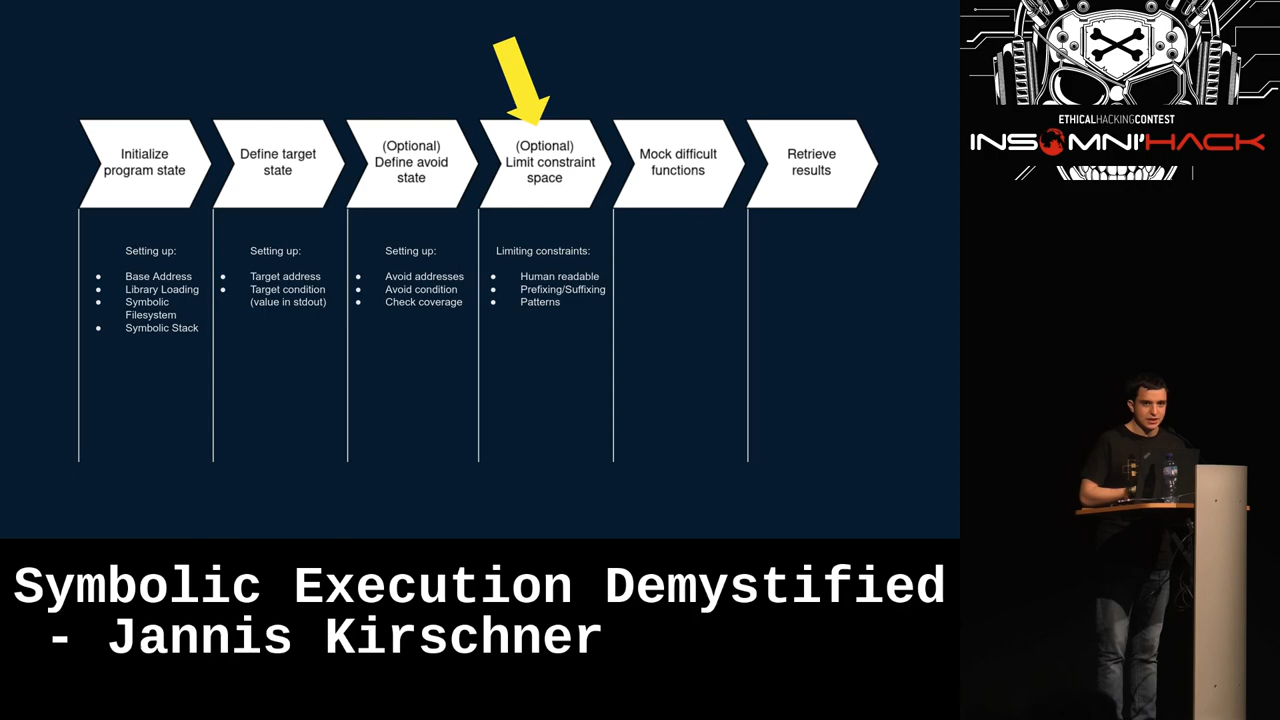 Initialize
program state
Define target
state
(Optional)
Define avoid
state
(Optional)
Limit constraint
space
Mock difficult
functions
Retrieve
results
Setting up:
● Base Address
● Library Loading
● Symbolic
Filesystem
● Symbolic Stack
Setting up:
● Target address
● Target condition
(value in stdout)
Setting up:
● Avoid addresses
● Avoid condition
● Check coverage
Limiting constraints:
● Human readable
● Prefixing/Suffixing
● Patterns
ETHICALHACKINGCONTEST
INSOMNI'HACK
Symbolic Execution Demystified
- Jannis Kirschner